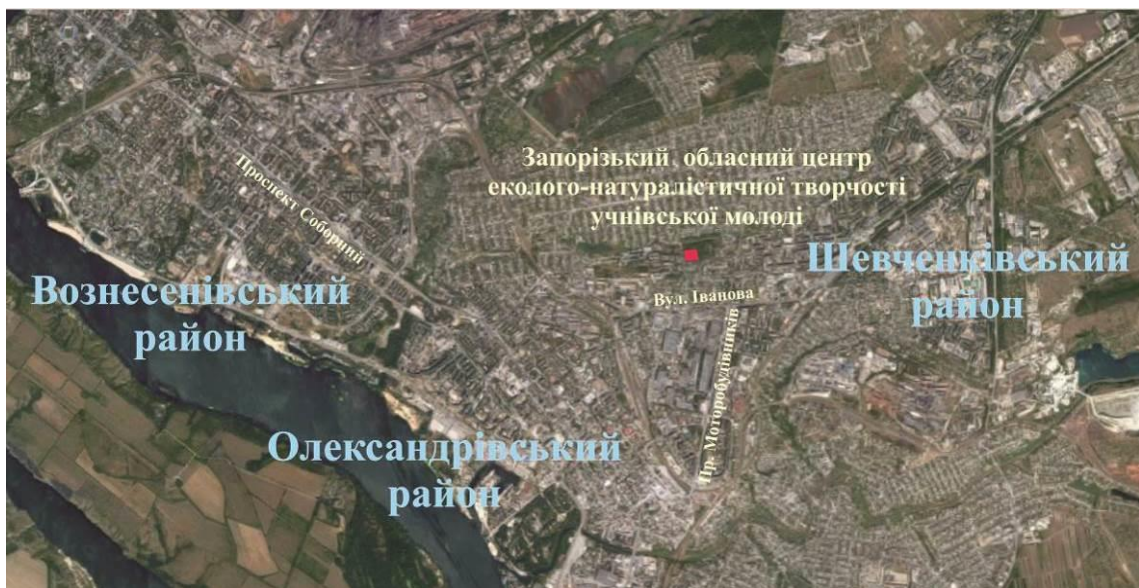 Запорізький обласний центр
еколого-натуралістичної творчості
учнівської молоді
Проспект Соборний
Шевченківський
район
Вознесенівський
район
Вул. Іванова
Пр. Моторобудівників
Олександрівський
район